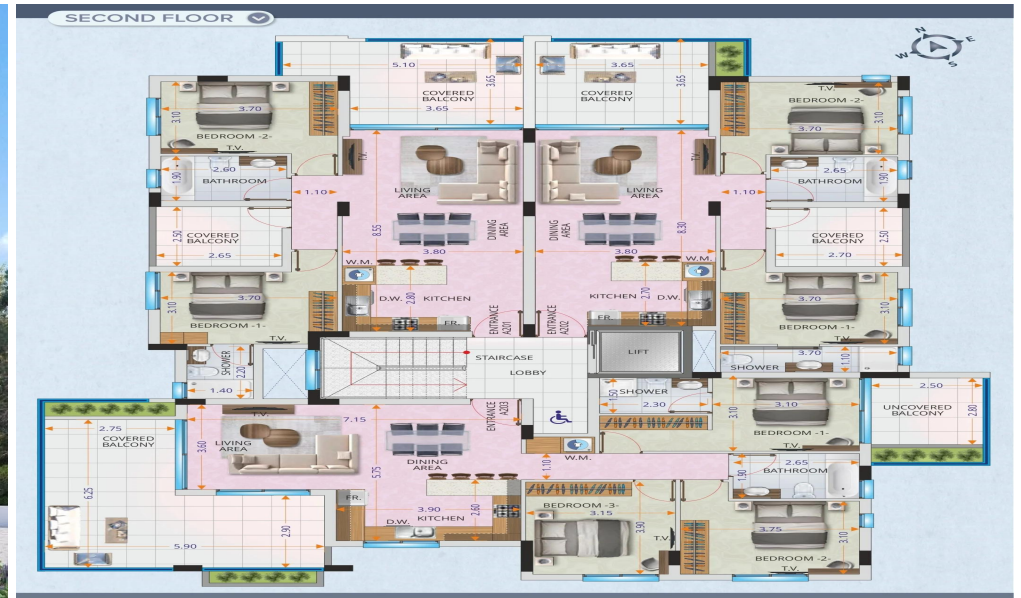 SECOND FLOOR
N
E
S
W
5.10
3.65
COVERED
BALCONY
3.65
3.65
COVERED
BALCONY
3.65
3.10
3.70
BEDROOM -2-
T.V.
T.V.
BEDROOM -2-
3.10
3.70
1.90
2.60
BATHROOM
1.10
T.V.
LIVING
AREA
8.55
DINING
AREA
3.80
LIVING
AREA
T.V.
8.30
DINING
AREA
3.80
1.10
2.65
BATHROOM
1.90
2.50
COVERED
BALCONY
2.65
COVERED
BALCONY
2.50
2.70
3.10
3.70
BEDROOM -1-
T.V.
W.M.
2.80
D.W.
KITCHEN
FR.
ENTRANCE
A201
ENTRANCE
A202
W.M.
KITCHEN
2.70
D.W.
FR.
3.70
BEDROOM -1-
T.V.
3.10
SHOWER
2.20
1.40
STAIRCASE
LOBBY
LIFT
3.70
SHOWER
1.10
ENTRANCE
A203
1.50
SHOWER
2.30
3.10
3.10
BEDROOM -1-
T.V.
2.50
UNCOVERED
BALCONY
2.80
2.75
COVERED
BALCONY
6.25
5.90
2.90
T.V.
7.15
3.60
LIVING
AREA
5.75
DINING
AREA
FR.
3.90
2.60
D.W.
KITCHEN
W.M.
1.10
BEDROOM -3-
3.15
3.90
T.V.
2.65
BATHROOM
1.90
3.75
3.10
BEDROOM -2-
T.V.